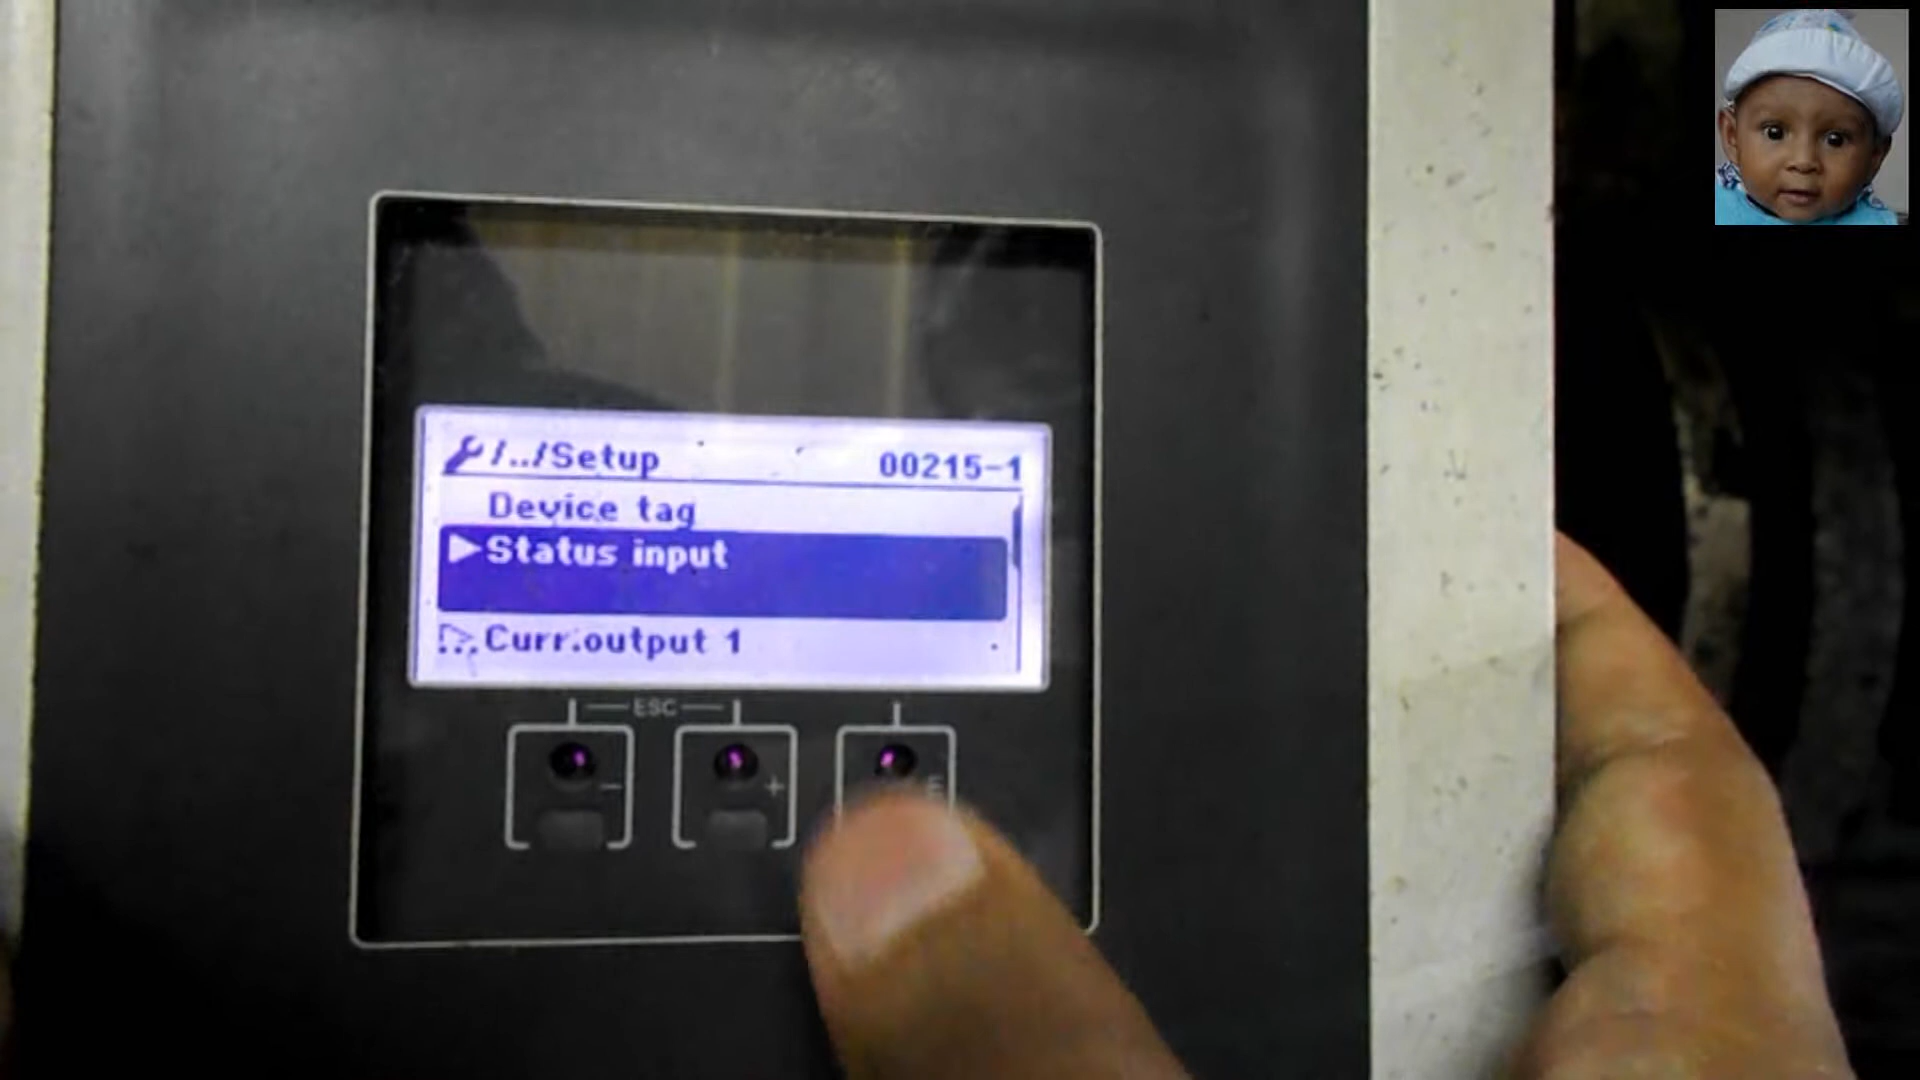 /../Setup 00215-1
Device tag
Status input
Curr.output 1
ESC
- + E